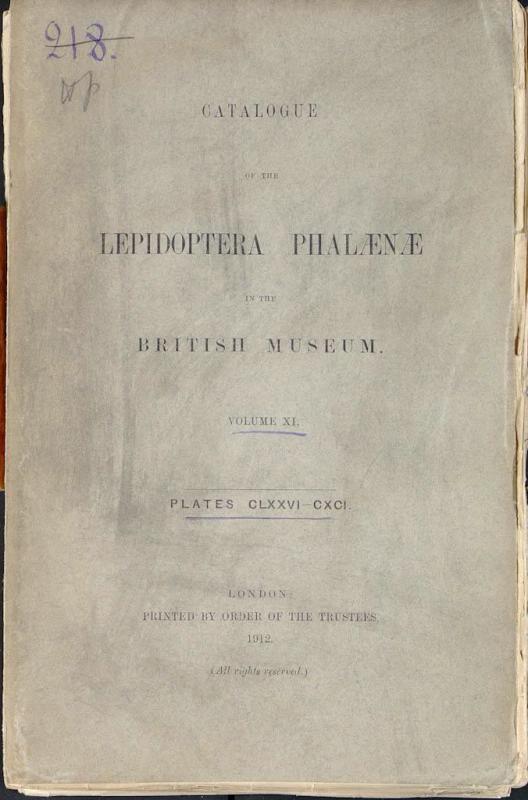 218.
CATALOGUE
OF THE
LEPIDOPTERA PHALÆNÆ
IN THE
BRITISH MUSEUM.
VOLUME XI.
PLATES CLXXVI—CXCI.
LONDON:
PRINTED BY ORDER OF THE TRUSTEES.
1912.
(All rights reserved.)